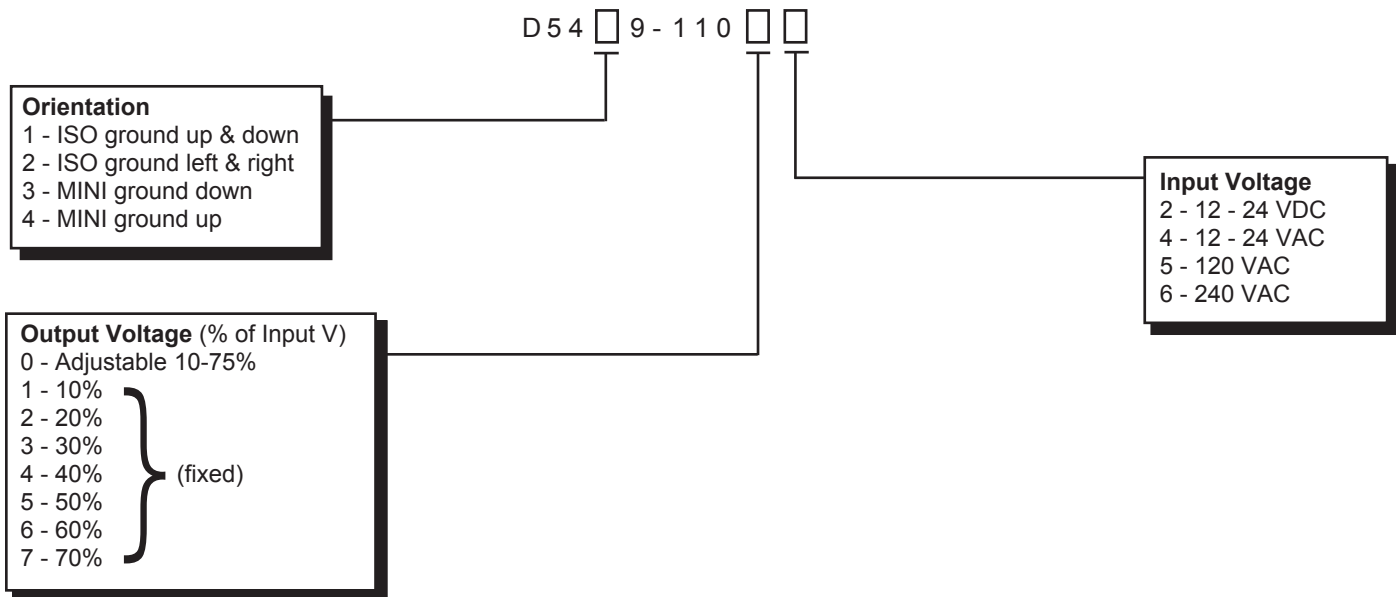 D54□9-110□□
Orientation
1 - ISO ground up & down
2 - ISO ground left & right
3 - MINI ground down
4 - MINI ground up
Input Voltage
2 - 12 - 24 VDC
4 - 12 - 24 VAC
5 - 120 VAC
6 - 240 VAC
Output Voltage (% of Input V)
0 - Adjustable 10-75%
1 - 10%
2 - 20%
3 - 30%
4 - 40%
(fixed)
5 - 50%
6 - 60%
7 - 70%